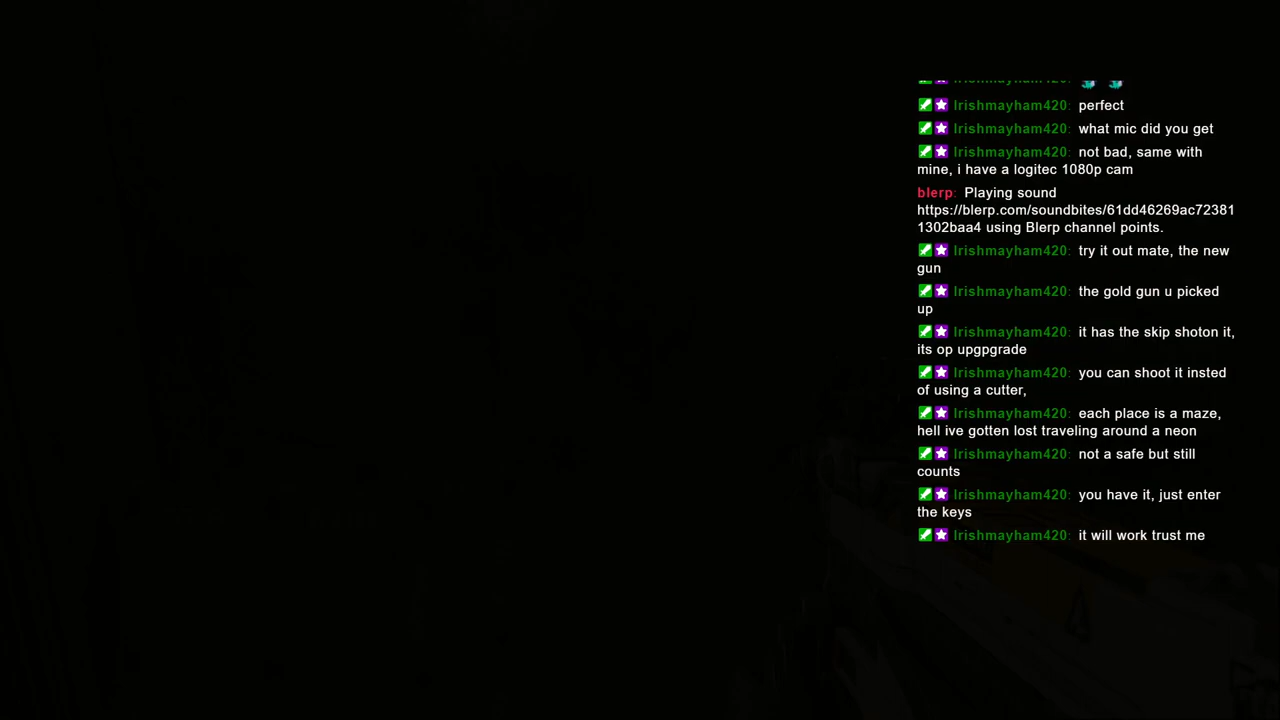 Irishmayham420:
Irishmayham420: perfect
Irishmayham420: what mic did you get
Irishmayham420: not bad, same with
mine, i have a logitec 1080p cam
blerp: Playing sound
https://blerp.com/soundbites/61dd46269ac72381
1302baa4 using Blerp channel points.
Irishmayham420: try it out mate, the new
gun
Irishmayham420: the gold gun u picked
up
Irishmayham420: it has the skip shoton it,
its op upgpgrade
Irishmayham420: you can shoot it insted
of using a cutter,
Irishmayham420: each place is a maze,
hell ive gotten lost traveling around a neon
Irishmayham420: not a safe but still
counts
Irishmayham420: you have it, just enter
the keys
Irishmayham420: it will work trust me